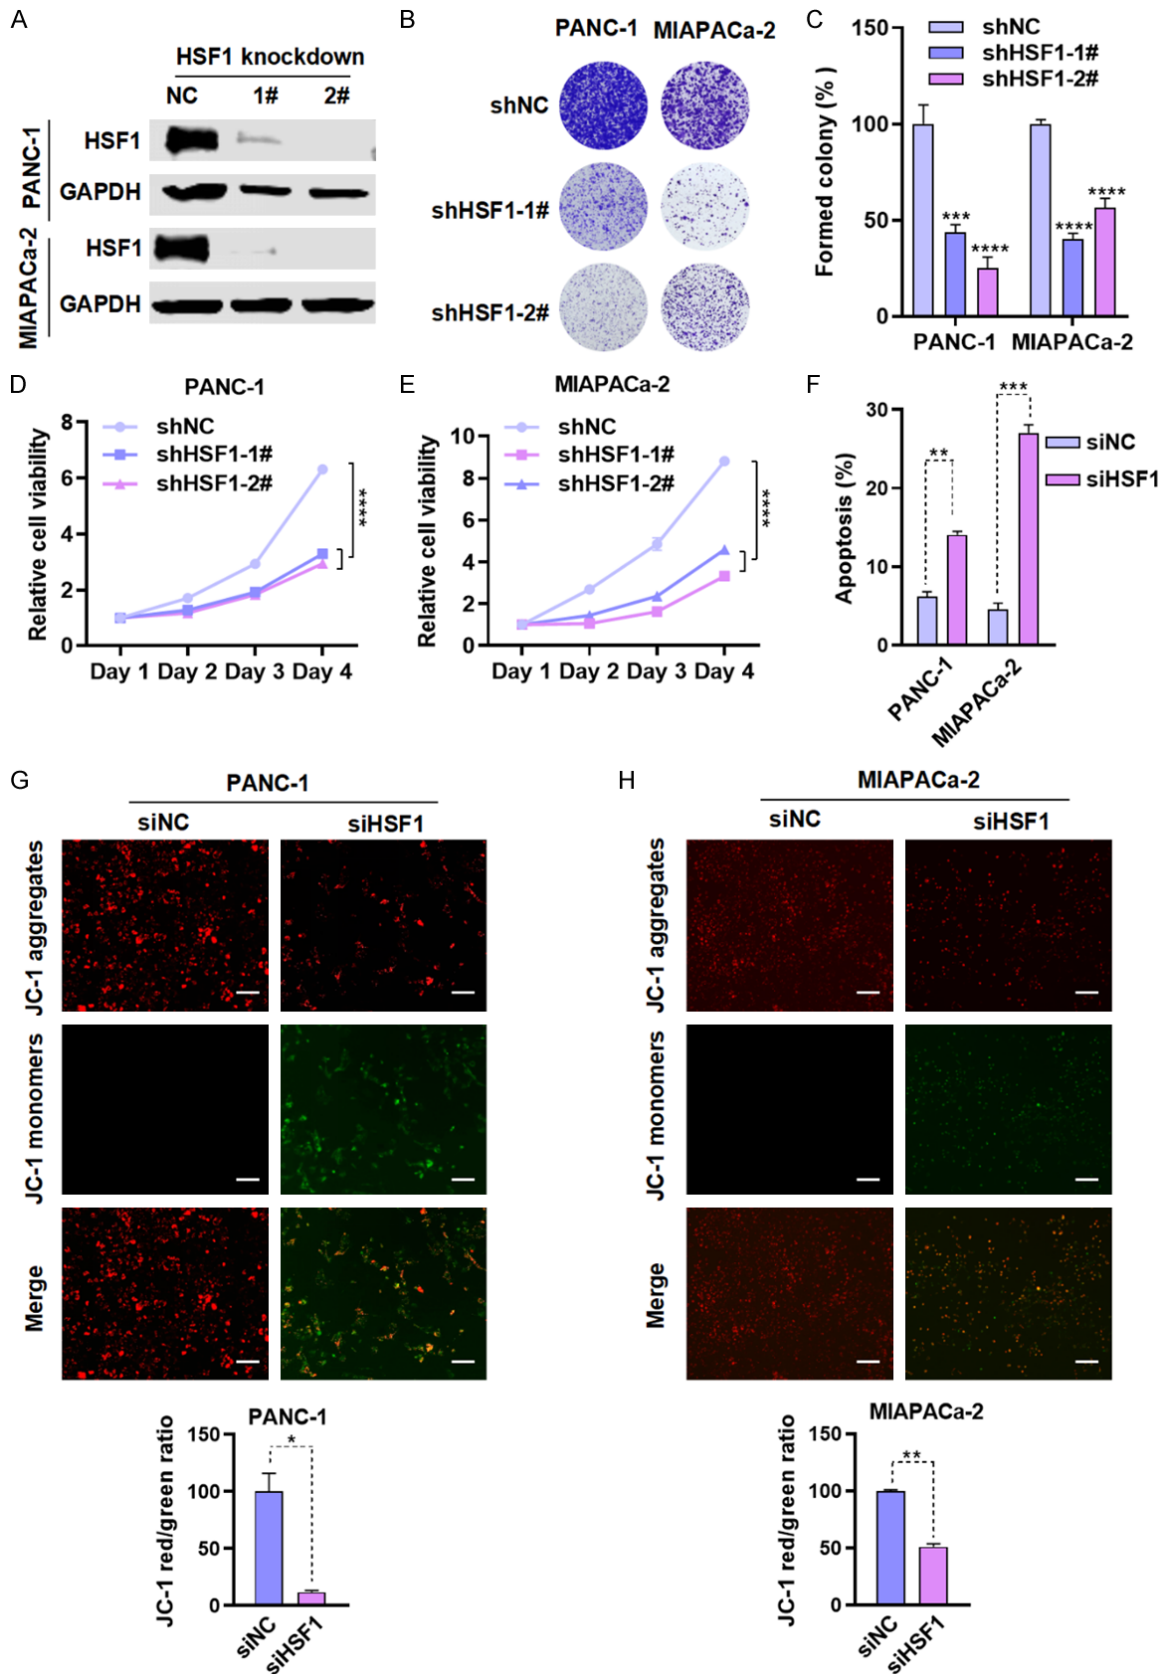 A
HSF1 knockdown
NC 1# 2#
PANC-1
HSF1
GAPDH
MIAPACa-2
HSF1
GAPDH
B
PANC-1 MIAPACa-2
shNC
shHSF1-1#
shHSF1-2#
C
shNC
shHSF1-1#
shHSF1-2#
Formed colony (% )
150
100
50
0
*** **** **** ****
PANC-1 MIAPACa-2
D
PANC-1
shNC
shHSF1-1#
shHSF1-2#
Relative cell viability
8
6
4
2
0
****
Day 1 Day 2 Day 3 Day 4
E
MIAPACa-2
shNC
shHSF1-1#
shHSF1-2#
Relative cell viability
10
8
6
4
2
0
****
Day 1 Day 2 Day 3 Day 4
F
Apoptosis (%)
30
20
10
0
** ***
siNC
siHSF1
PANC-1
MIAPACa-2
G
PANC-1
siNC siHSF1
JC-1 aggregates
JC-1 monomers
Merge
PANC-1
JC-1 red/green ratio
150
100
50
0
*
siNC
siHSF1
H
MIAPACa-2
siNC siHSF1
JC-1 aggregates
JC-1 monomers
Merge
MIAPACa-2
JC-1 red/green ratio
150
100
50
0
**
siNC
siHSF1